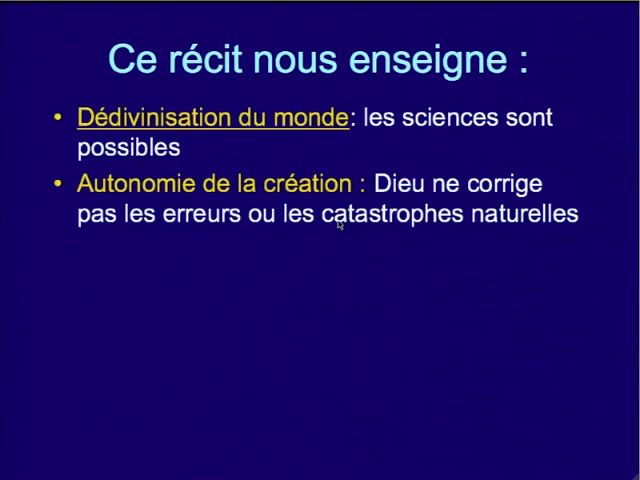 Ce récit nous enseigne :
• Dédivinisation du monde: les sciences sont
possibles
• Autonomie de la création : Dieu ne corrige
pas les erreurs ou les catastrophes naturelles